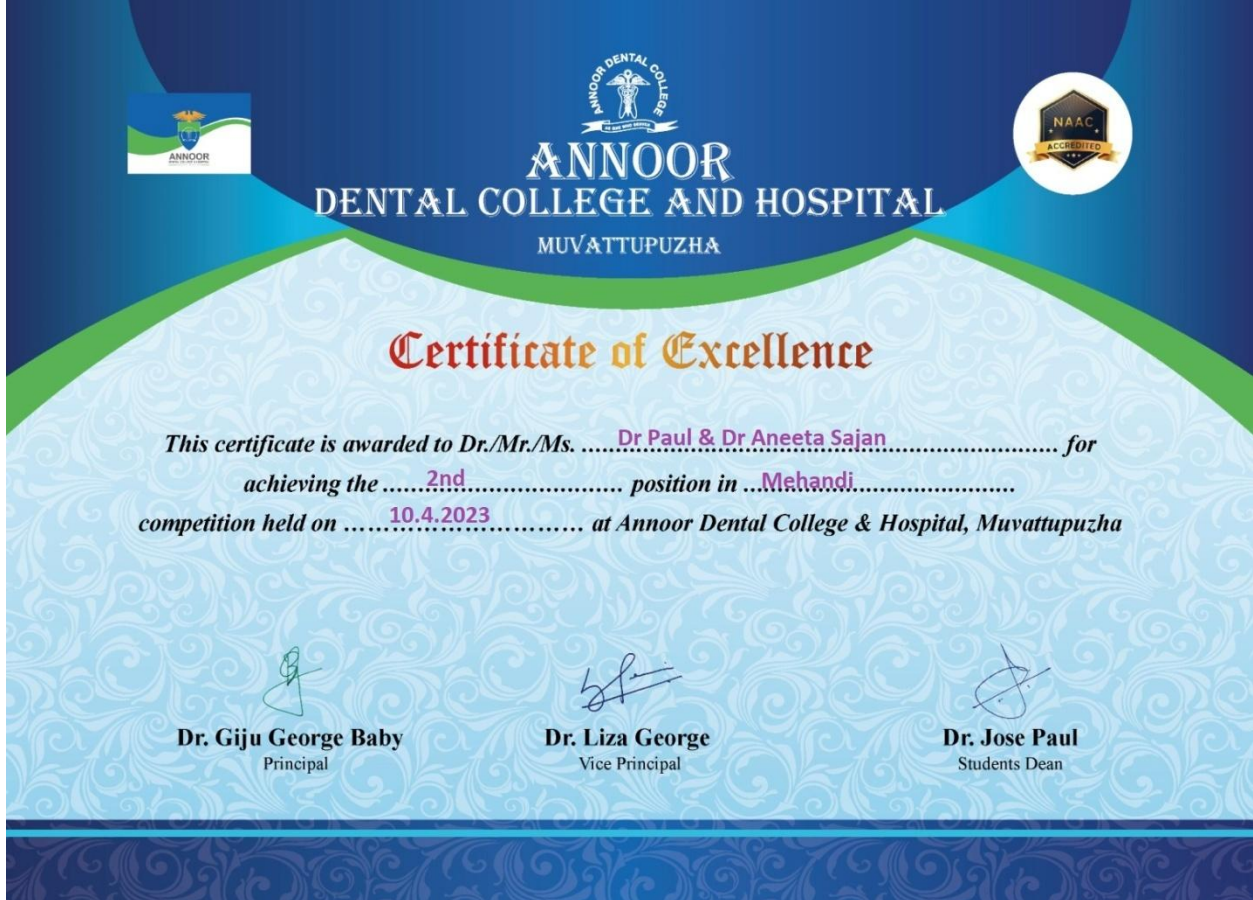 ANNOOR DENTAL COLLEGE
ANNOOR
NAAC
ACCREDITED
ANNOOR
DENTAL COLLEGE AND HOSPITAL
MUVATTUPUZHA
Certificate of Excellence
This certificate is awarded to Dr./Mr./Ms. .....Dr Paul & Dr Aneeta Sajan..... for
achieving the .....2nd..... position in .....Mehandi.....
competition held on .....10.4.2023..... at Annoor Dental College & Hospital, Muvattupuzha
Dr. Giju George Baby
Principal
Dr. Liza George
Vice Principal
Dr. Jose Paul
Students Dean